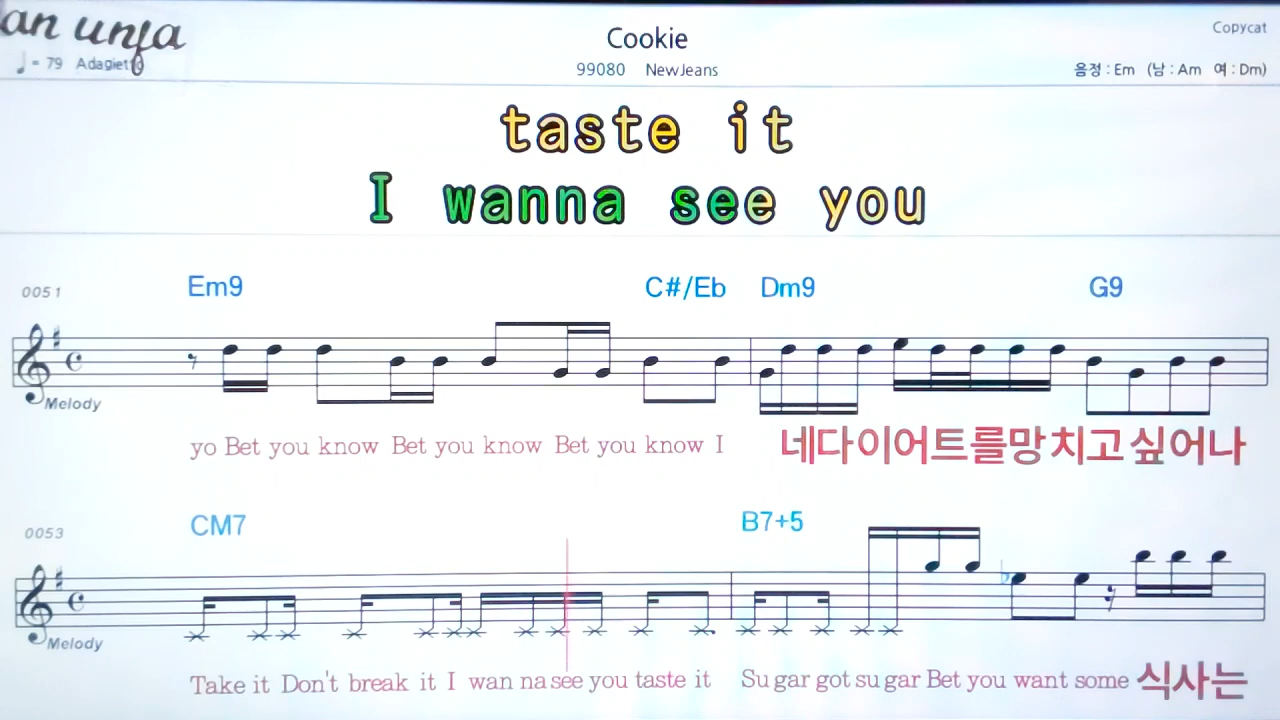 an unfa
♩= 79 Adagietto
Cookie
99080 NewJeans
Copycat
음정 : Em (남 : Am 여 : Dm)
taste it
I wanna see you
0051
Em9 C#/Eb Dm9 G9
Melody
yo Bet you know Bet you know Bet you know I 네다이어트를망치고싶어나
0053
CM7 B7+5
Melody
Take it Don't break it I wan na see you taste it Su gar got su gar Bet you want some 식사는